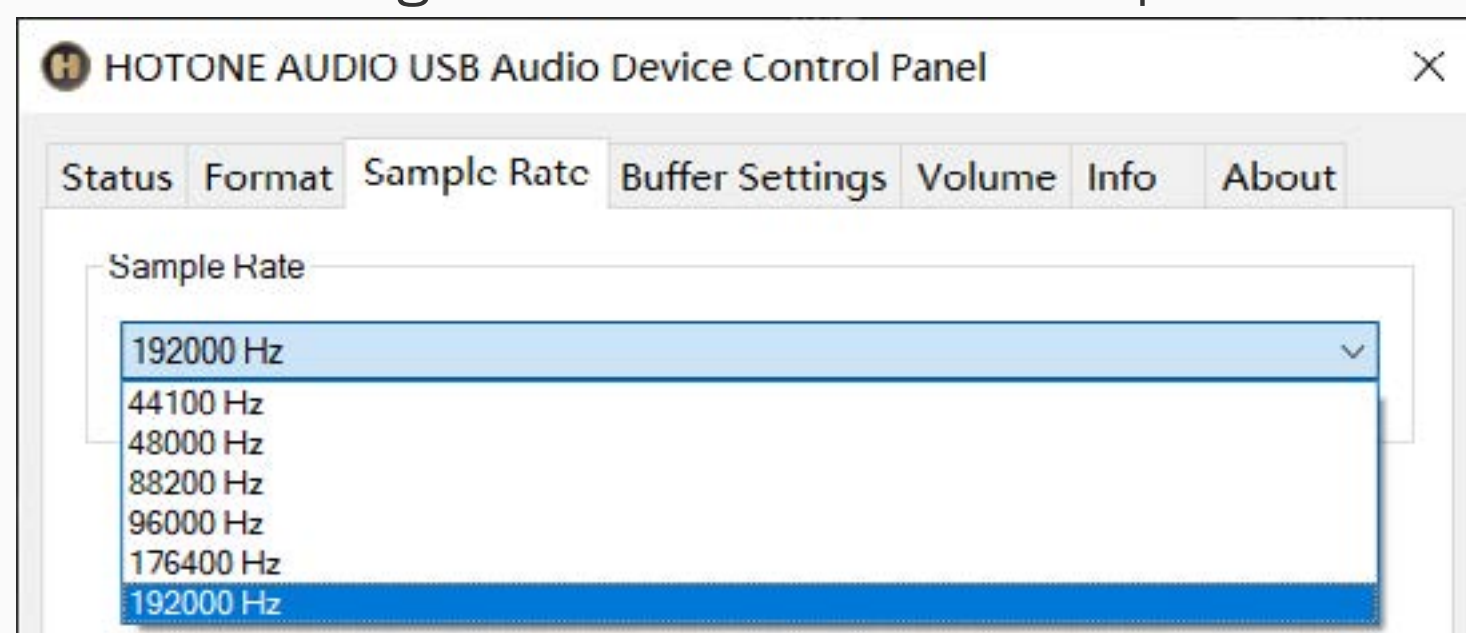 HOTONE AUDIO USB Audio Device Control Panel
Status Format Sample Rate Buffer Settings Volume Info About
Sample Rate
192000 Hz
44100 Hz
48000 Hz
88200 Hz
96000 Hz
176400 Hz
192000 Hz